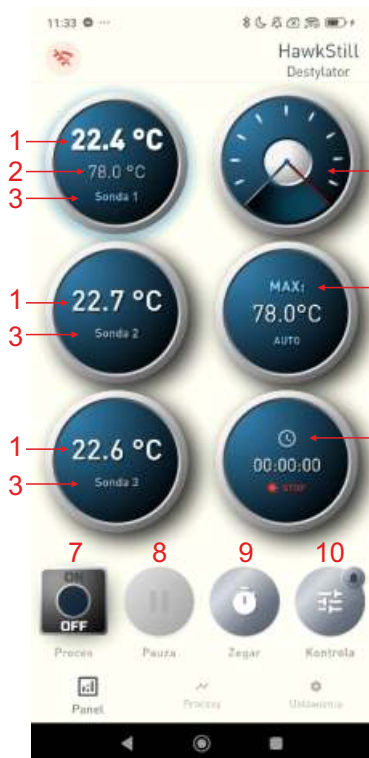 11:33
HawkStill
Destylator
1
22.4 °C
2
78.0 °C
3
Sonda 1
1
22.7 °C
3
Sonda 2
MAX:
78.0°C
AUTO
1
22.6 °C
3
Sonda 3
00:00:00
STOP
7
8
9
10
ON
OFF
Proces
Pauza
Zegar
Kontrola
Panel
Procesy
Ustawienia